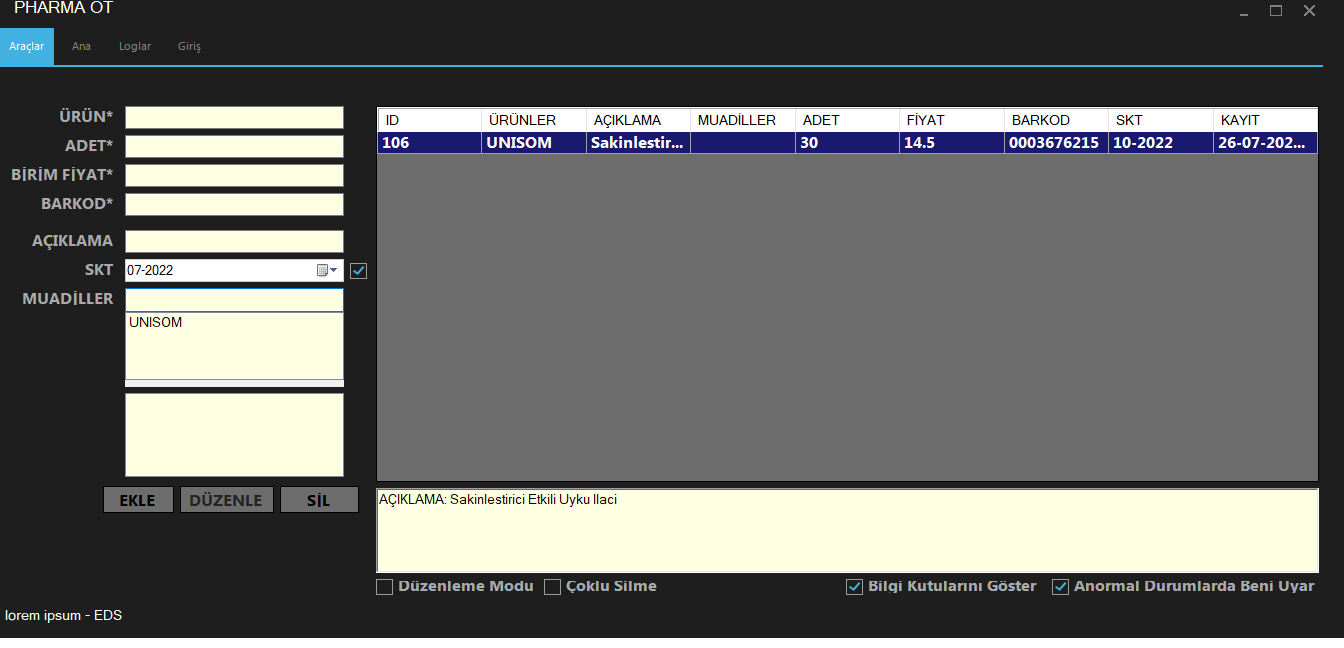 PHARMA OT
Araçlar Ana Loglar Giriş
ÜRÜN*
ADET*
BİRİM FİYAT*
BARKOD*
AÇIKLAMA
SKT 07-2022
MUADİLLER
UNISOM
EKLE DÜZENLE SİL
ID ÜRÜNLER AÇIKLAMA MUADİLLER ADET FİYAT BARKOD SKT KAYIT
106 UNISOM Sakinlestir... 30 14.5 0003676215 10-2022 26-07-202...
AÇIKLAMA: Sakinlestirici Etkili Uyku Ilaci
Düzenleme Modu Çoklu Silme Bilgi Kutularını Göster Anormal Durumlarda Beni Uyar
lorem ipsum - EDS